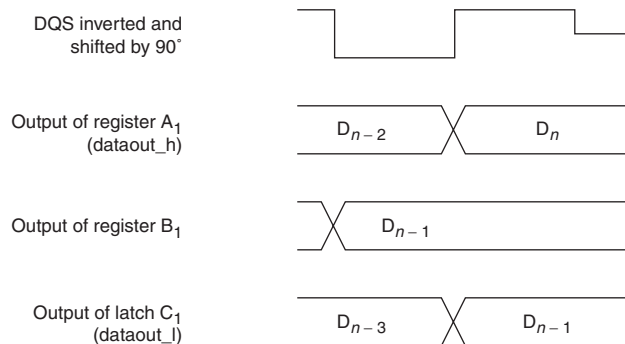 DQS inverted and
shifted by 90°
Output of register A1
(dataout_h)
Dn − 2
Dn
Output of register B1
Dn − 1
Output of latch C1
(dataout_l)
Dn − 3
Dn − 1